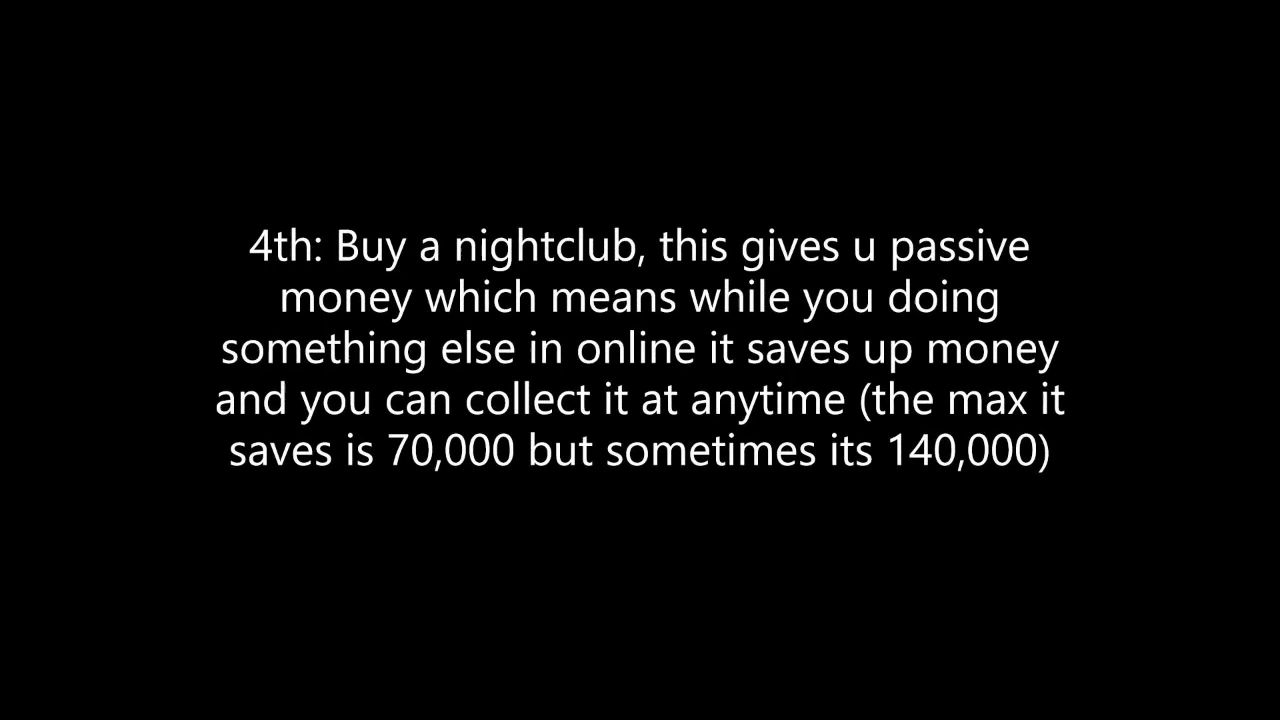 4th: Buy a nightclub, this gives u passive
money which means while you doing
something else in online it saves up money
and you can collect it at anytime (the max it
saves is 70,000 but sometimes its 140,000)